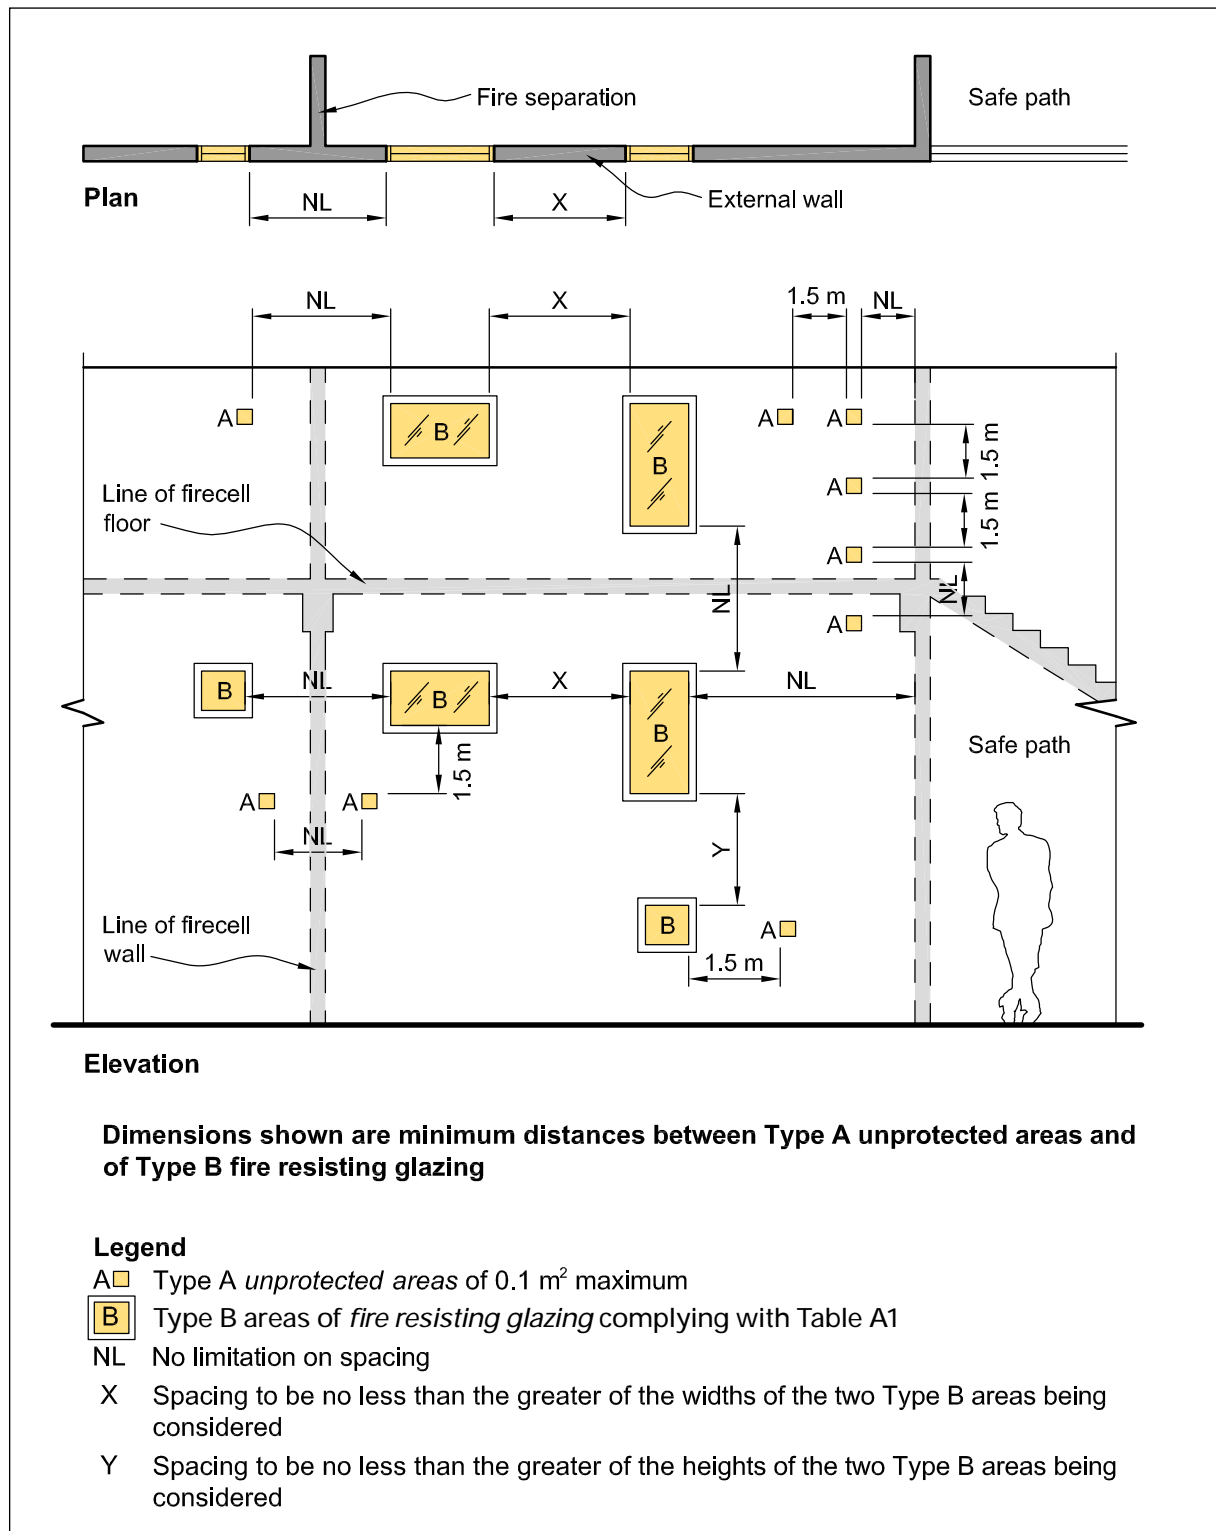 Fire separation
Safe path
Plan
NL
X
External wall
NL
X
1.5 m
NL
A
B
B
A
A
1.5 m
A
1.5 m
Line of firecell
floor
A
NL
NL
A
B
NL
B
X
B
NL
Safe path
1.5 m
A
A
NL
Y
Line of firecell
wall
B
A
1.5 m
Elevation
Dimensions shown are minimum distances between Type A unprotected areas and
of Type B fire resisting glazing
Legend
A Type A unprotected areas of 0.1 m² maximum
B Type B areas of fire resisting glazing complying with Table A1
NL No limitation on spacing
X Spacing to be no less than the greater of the widths of the two Type B areas being
considered
Y Spacing to be no less than the greater of the heights of the two Type B areas being
considered